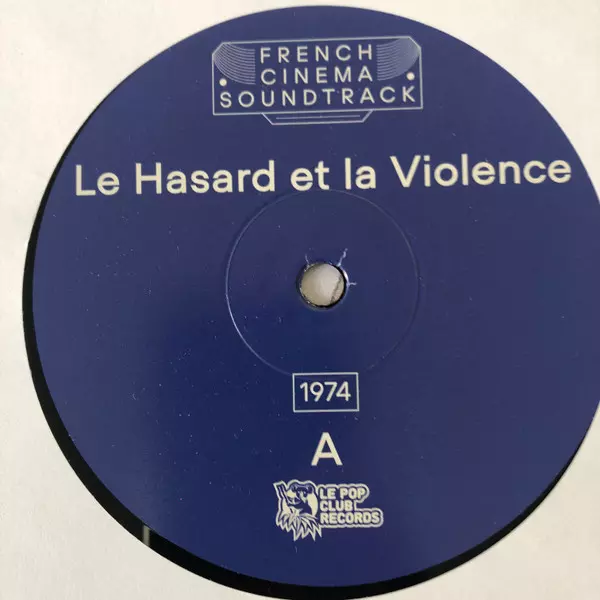 FRENCH
CINEMA
SOUNDTRACK
Le Hasard et la Violence
1974
A
LE POP
CLUB
RECORDS